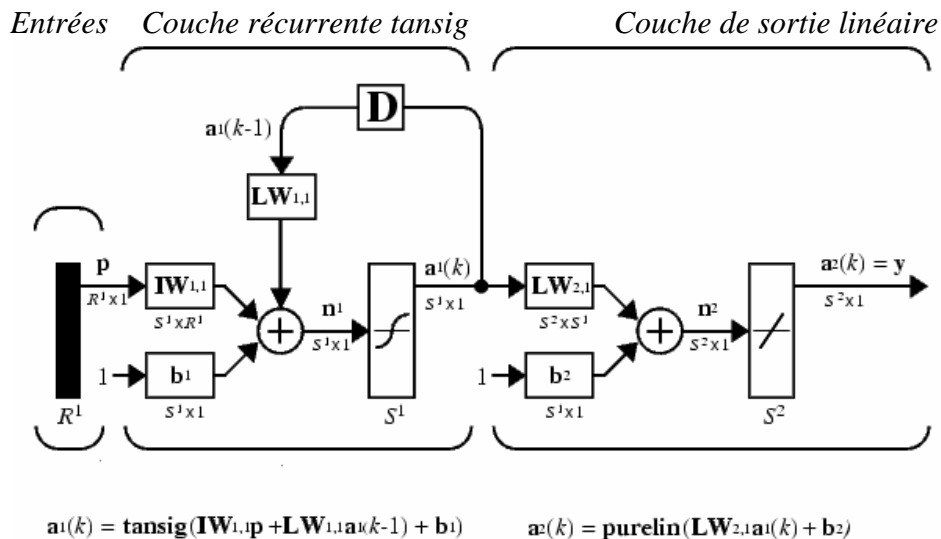 Entrées Couche récurrente tansig Couche de sortie linéaire
D
a1(k-1)
LW1,1
p
R1x1
IW1,1
S1xR1
n1
S1x1
a1(k)
S1x1
LW2,1
S2xS1
n2
S2x1
a2(k) = y
S2x1
1
b1
S1x1
1
b2
S1x1
R1
S1
S2
a1(k) = tansig(IW1,1p +LW1,1a1(k-1) + b1)
a2(k) = purelin(LW2,1a1(k) + b2)